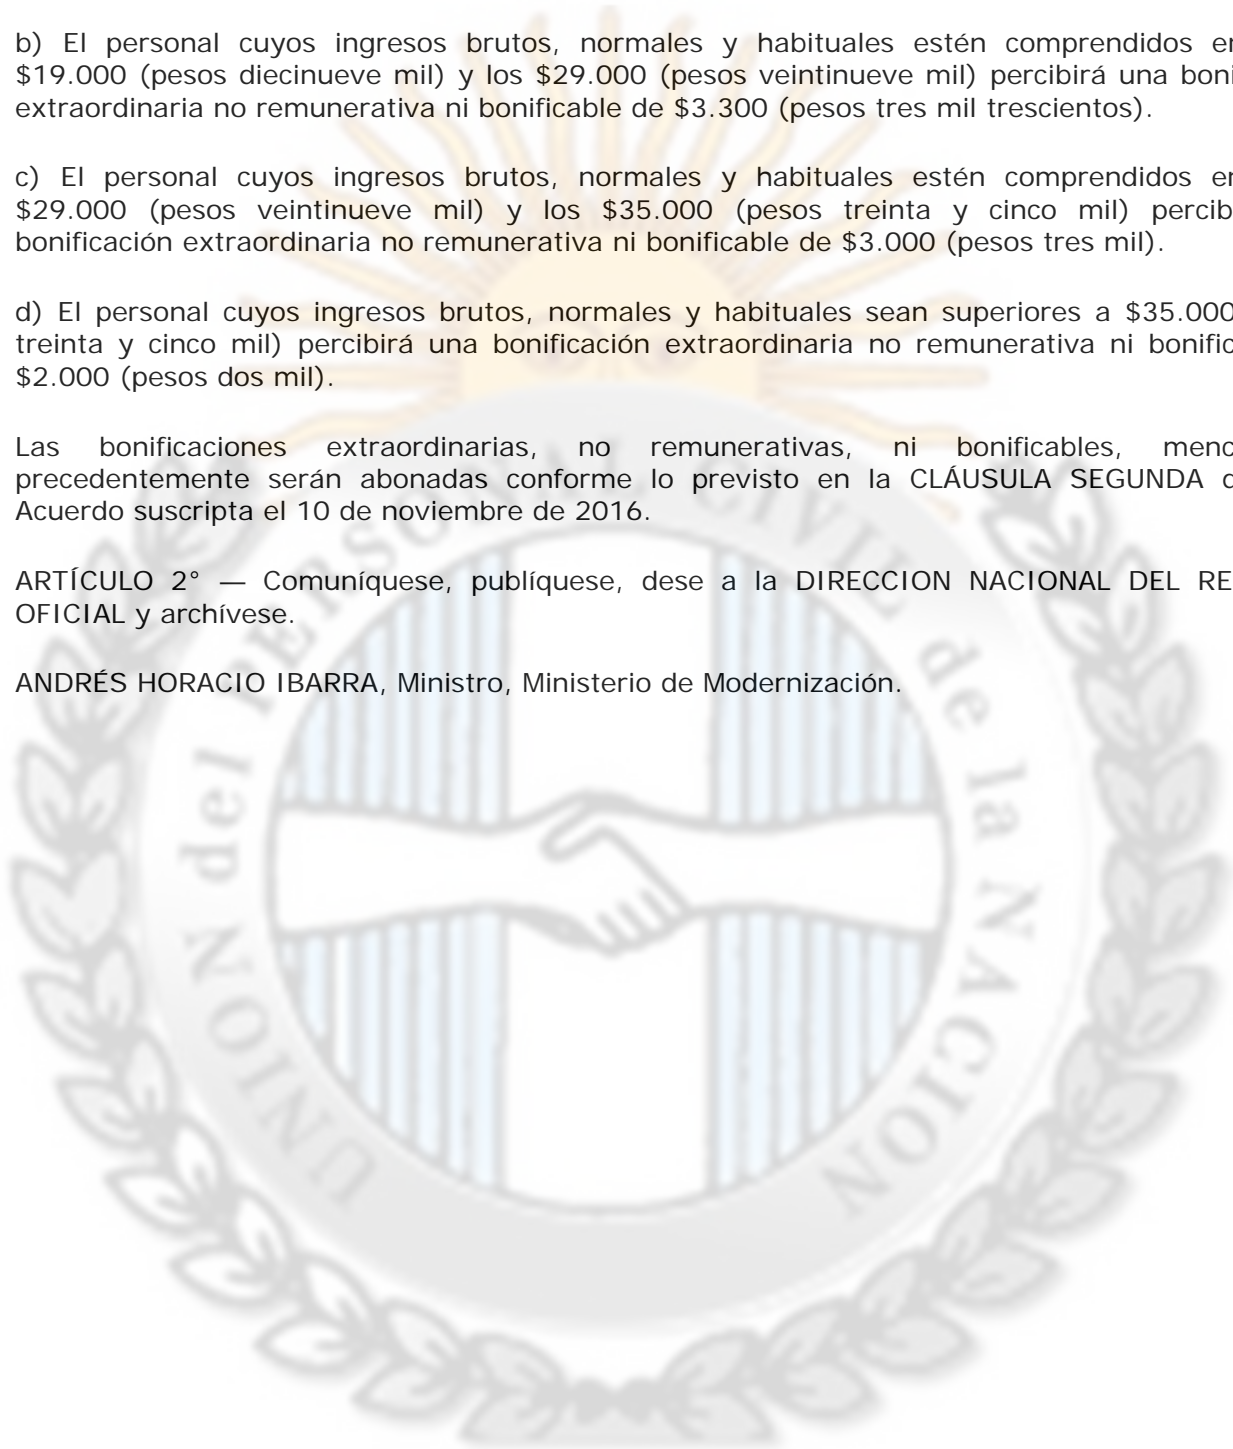 b) El personal cuyos ingresos brutos, normales y habituales estén comprendidos
$19.000 (pesos diecinueve mil) y los $29.000 (pesos veintinueve mil) percibirá una
extraordinaria no remunerativa ni bonificable de $3.300 (pesos tres mil trescientos).
c) El personal cuyos ingresos brutos, normales y habituales estén comprendidos
$29.000 (pesos veintinueve mil) y los $35.000 (pesos treinta y cinco mil)
bonificación extraordinaria no remunerativa ni bonificable de $3.000 (pesos tres mil).
d) El personal cuyos ingresos brutos, normales y habituales sean superiores a $35.000
treinta y cinco mil) percibirá una bonificación extraordinaria no remunerativa ni
$2.000 (pesos dos mil).
Las bonificaciones extraordinarias, no remunerativas, ni bonificables,
precedentemente serán abonadas conforme lo previsto en la CLÁUSULA SEGUNDA
Acuerdo suscripta el 10 de noviembre de 2016.
ARTÍCULO 2° — Comuníquese, publíquese, dese a la DIRECCION NACIONAL DEL
OFICIAL y archívese.
ANDRÉS HORACIO IBARRA, Ministro, Ministerio de Modernización.
UNION del PERSONAL CIVIL de la NACION